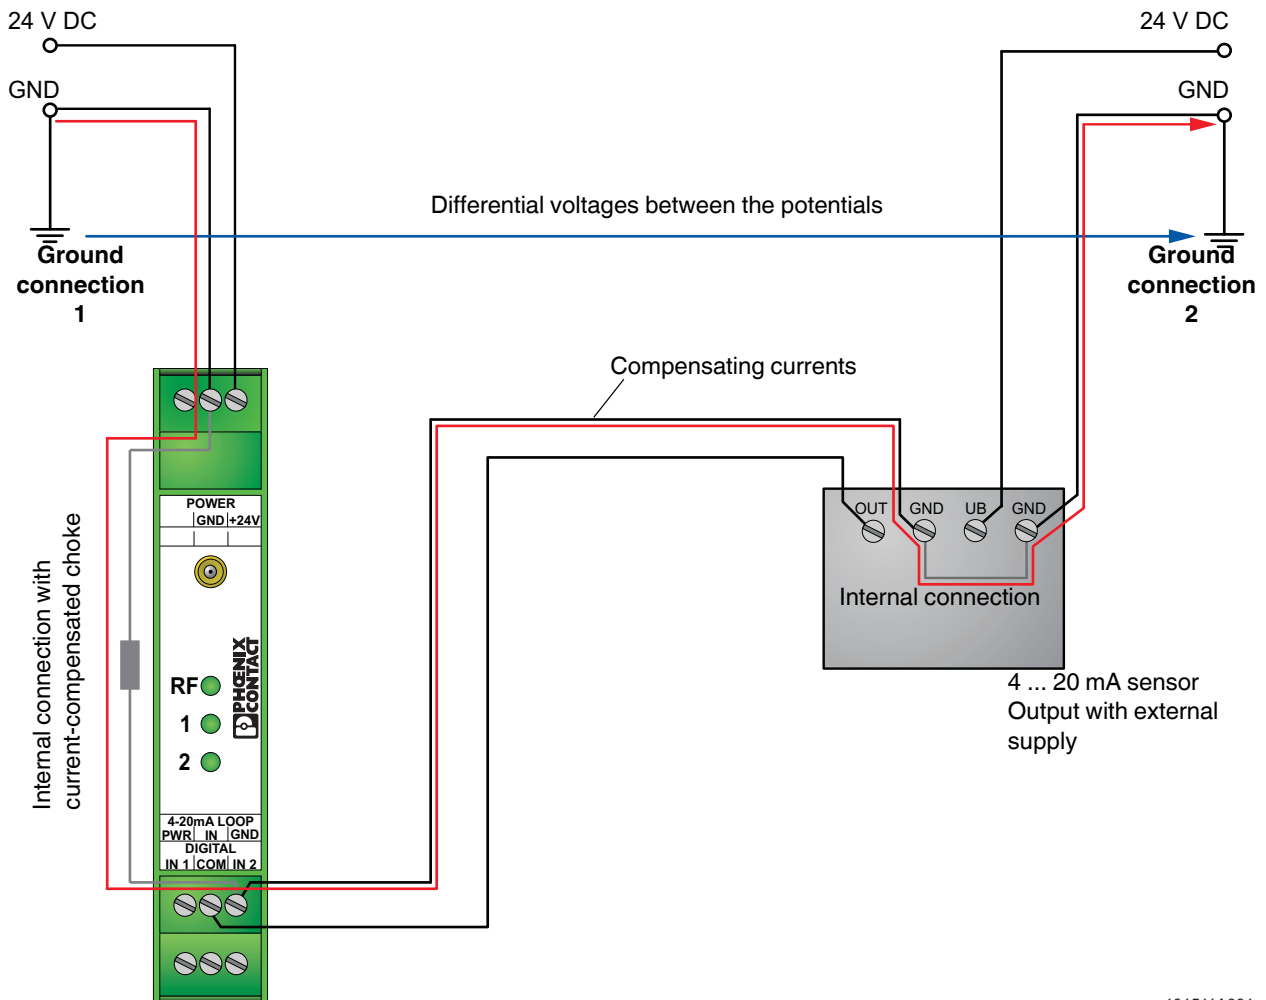 24 V DC
24 V DC
GND
GND
Differential voltages between the potentials
Ground
connection
1
Ground
connection
2
Compensating currents
POWER
GND +24V
OUT GND UB GND
Internal connection
Internal connection with
current-compensated choke
PHŒNIX
CONTACT
RF
1
2
4 ... 20 mA sensor
Output with external
supply
4-20mA LOOP
PWR IN GND
DIGITAL
IN 1 COM IN 2